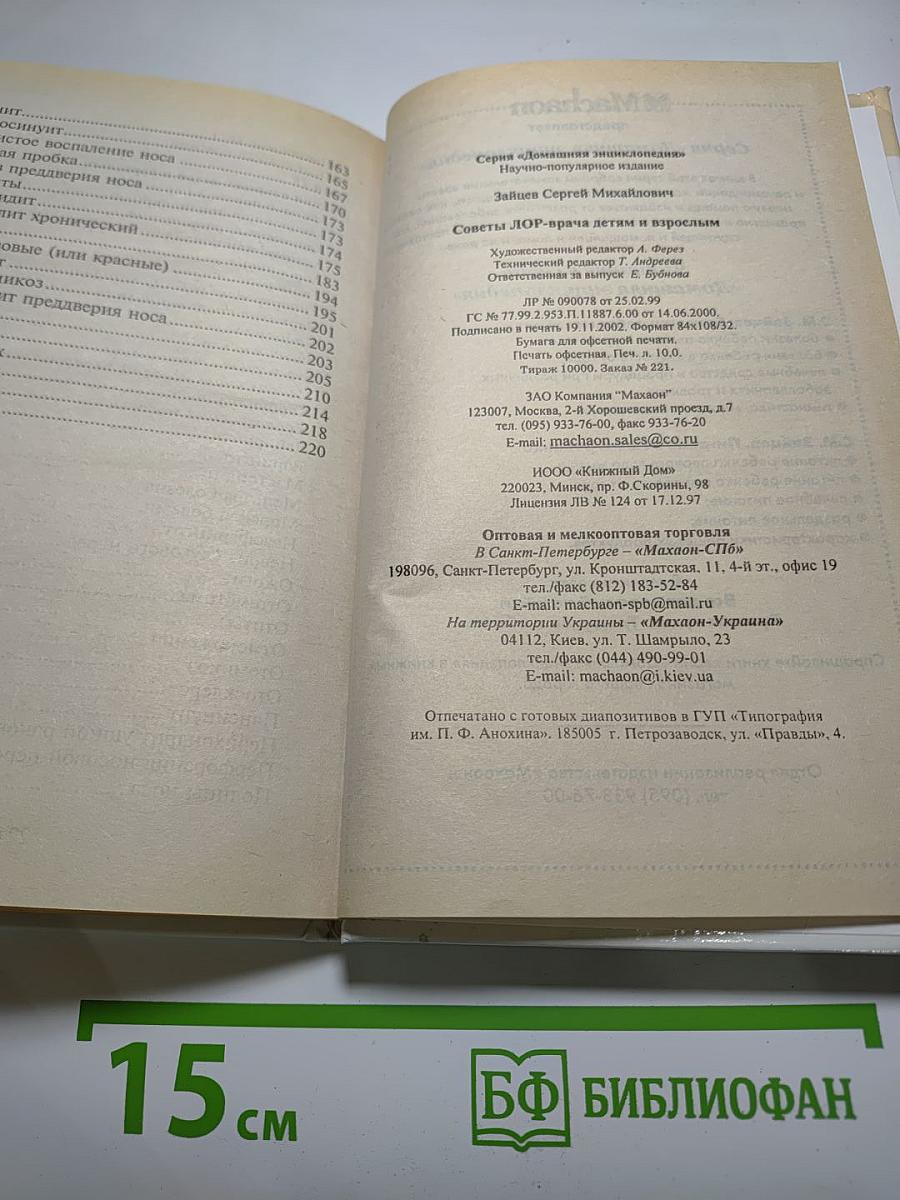 163
165
истое воспаление носа
167
ая пробка
170
преддверия носа
173
173
174
ит хронический
175
овые (или красные)
183
194
195
201
ит преддверия носа
202
203
205
210
214
218
220
Серия «Домашняя энциклопедия»
Научно-популярное издание
Зайцев Сергей Михайлович
Советы ЛОР-врача детям и взрослым
Художественный редактор А. Ферез
Технический редактор Т. Андреева
Ответственная за выпуск Е. Бубнова
ЛР № 090078 от 25.02.99
ГС № 77.99.2.953.П.11887.6.00 от 14.06.2000.
Подписано в печать 19.11.2002. Формат 84х108/32.
Бумага для офсетной печати.
Печать офсетная. Печ. л. 10,0.
Тираж 10000. Заказ № 221.
ЗАО Компания "Махаон"
123007, Москва, 2-й Хорошевский проезд, д.7
тел. (095) 933-76-00, факс 933-76-20
E-mail: machaon.sales@co.ru
ИООО «Книжный Дом»
220023, Минск, пр. Ф.Скорины, 98
Лицензия ЛВ № 124 от 17.12.97
Оптовая и мелкооптовая торговля
В Санкт-Петербурге – «Махаон-СПб»
198096, Санкт-Петербург, ул. Кронштадтская, 11, 4-й эт., офис 19
тел./факс (812) 183-52-84
E-mail: machaon-spb@mail.ru
На территории Украины – «Махаон-Украина»
04112, Киев, ул. Т. Шамрыло, 23
тел./факс (044) 490-99-01
E-mail: machaon@i.kiev.ua
Отпечатано с готовых диапозитивов в ГУП «Типография
им. П. Ф. Анохина». 185005 г. Петрозаводск, ул. «Правды», 4.
15 см
БФ БИБЛИОФАН